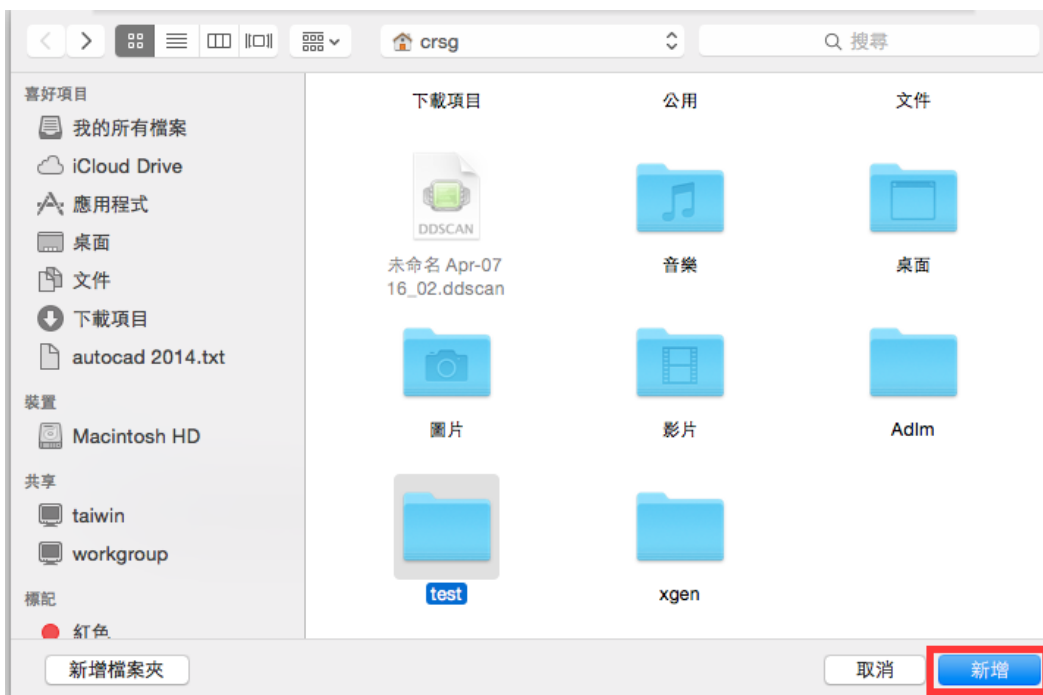 crsg
搜尋
喜好項目
我的所有檔案
iCloud Drive
應用程式
桌面
文件
下載項目
autocad 2014.txt
裝置
Macintosh HD
共享
taiwin
workgroup
標記
紅色
下載項目
公用
文件
DDSCAN
未命名 Apr-07
16_02.ddscan
音樂
桌面
圖片
影片
Adlm
test
xgen
新增檔案夾
取消
新增